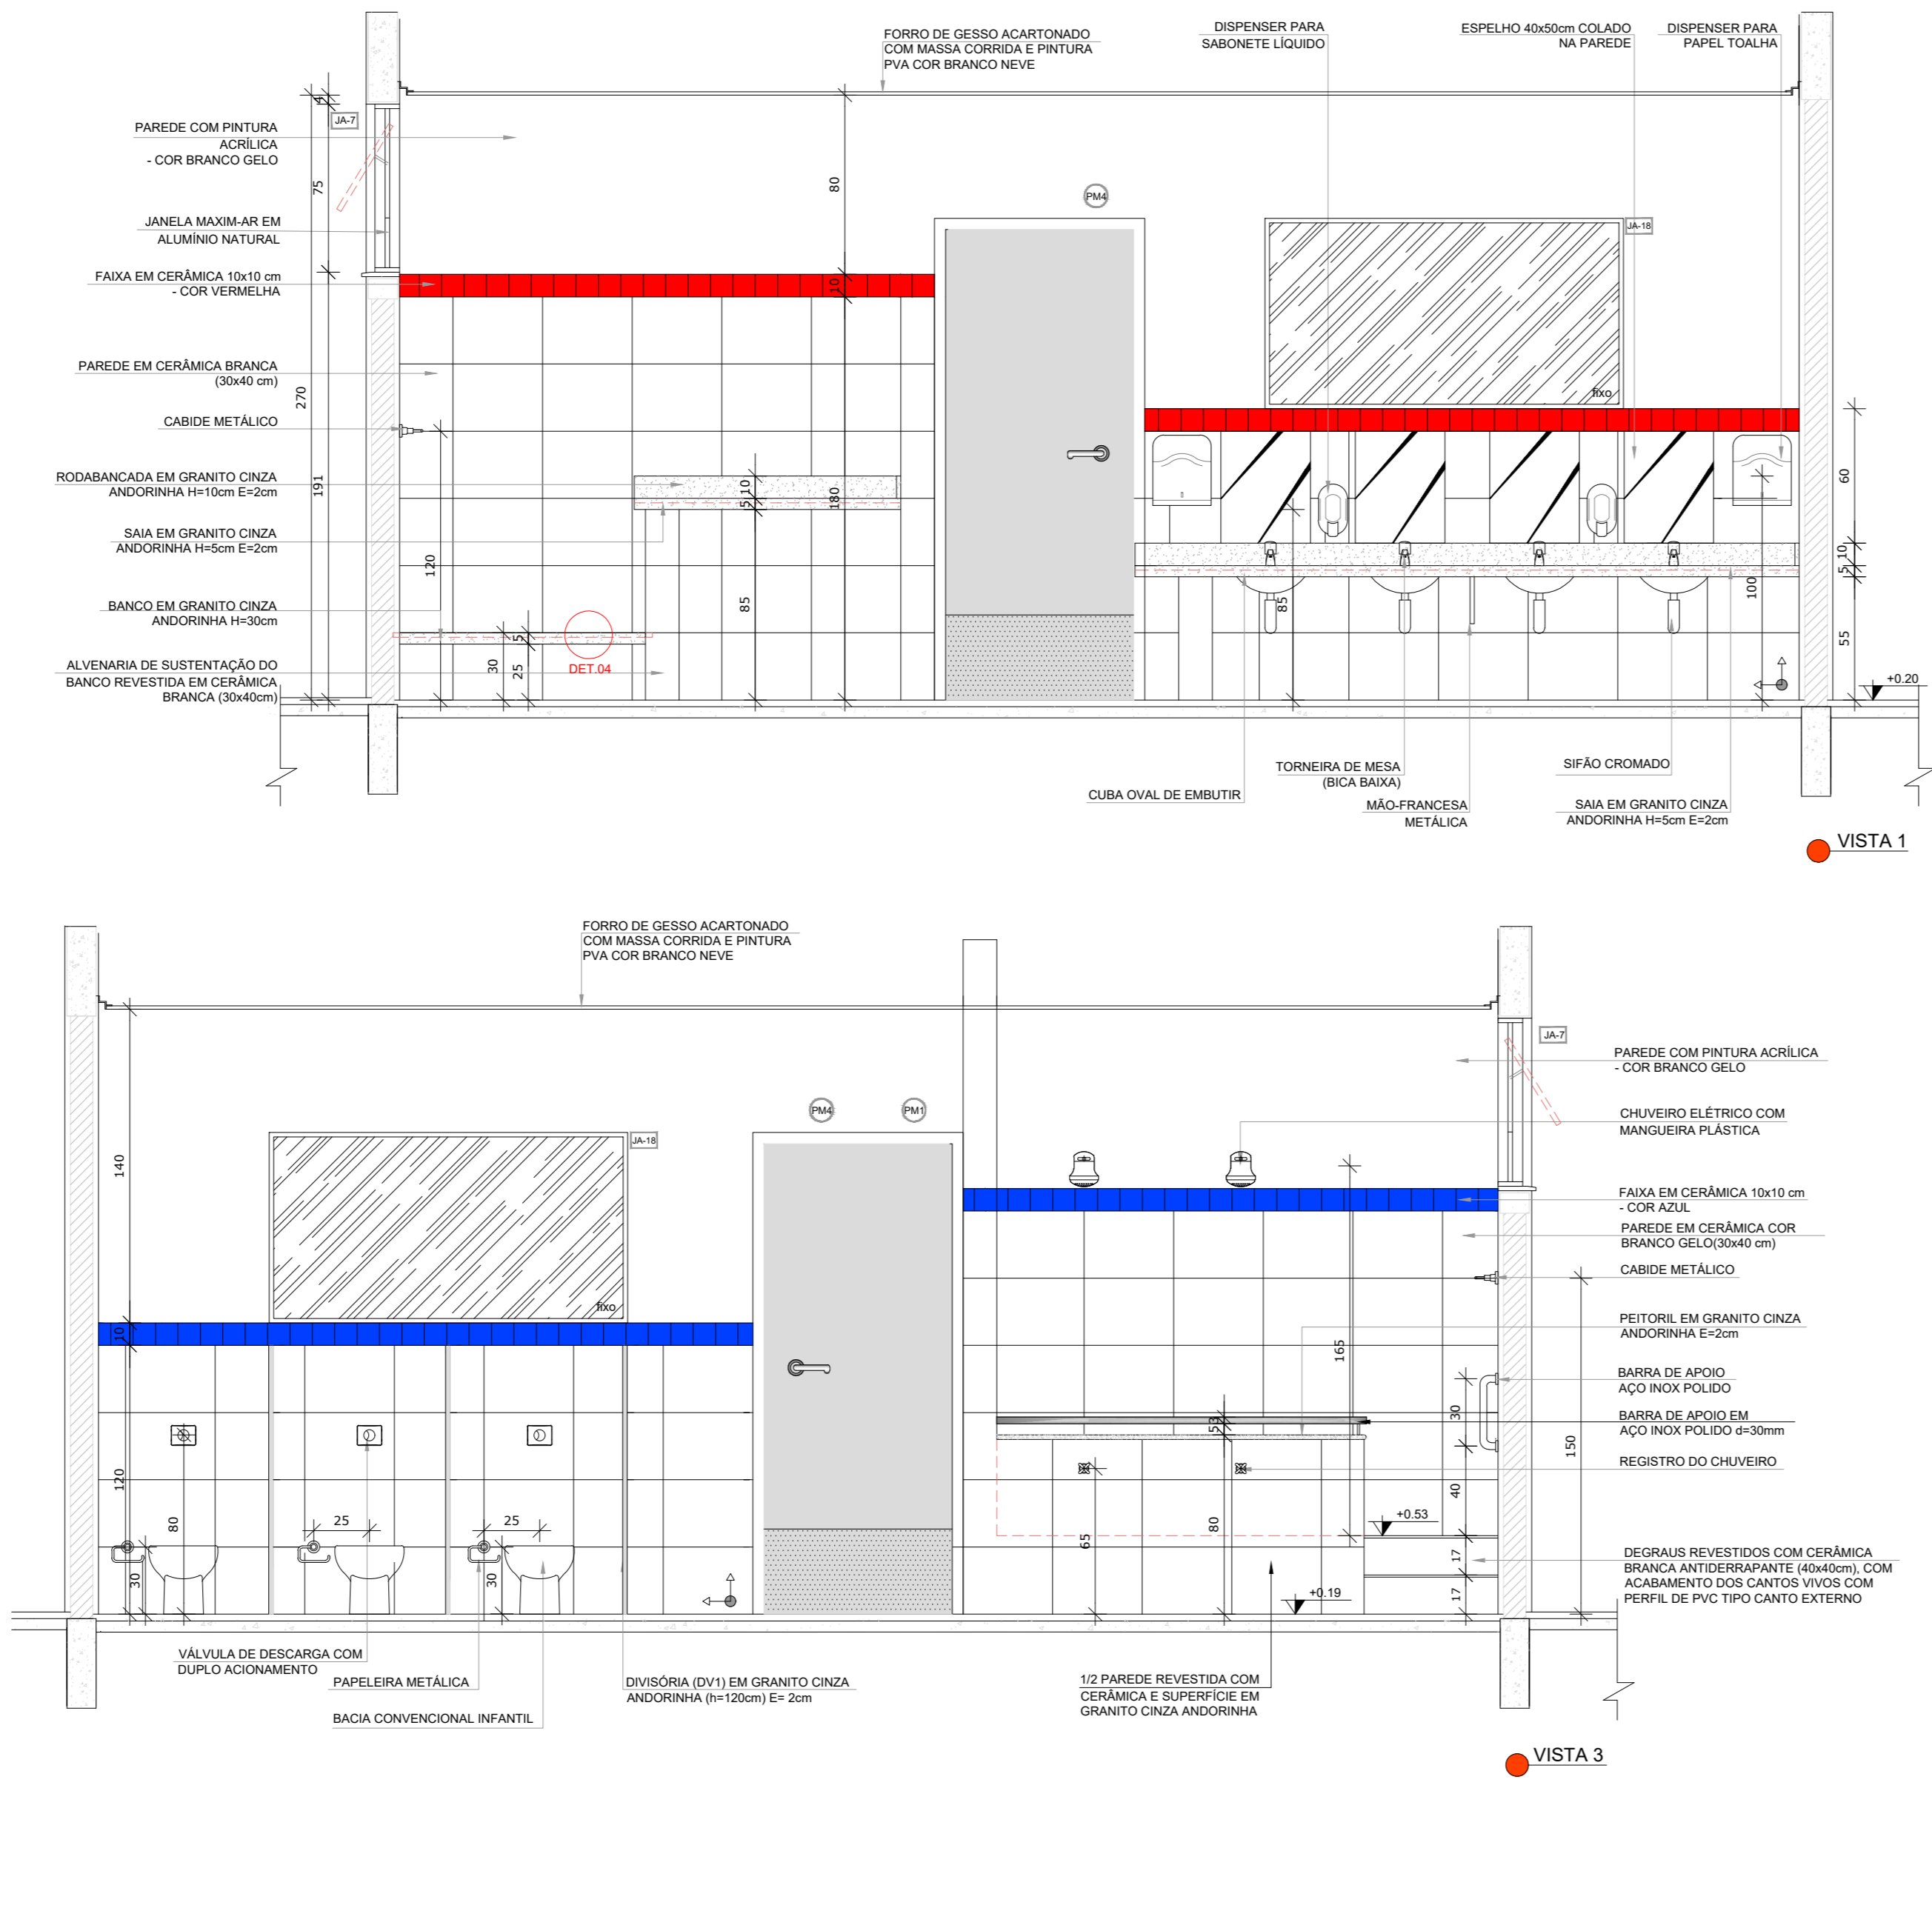 FORRO DE GESSO ACARTONADO
COM MASSA CORRIDA E PINTURA
PVA COR BRANCO NEVE
DISPENSER PARA
SABONETE LÍQUIDO
ESPELHO 40x50cm COLADO
NA PAREDE
DISPENSER PARA
PAPEL TOALHA
4
JA-7
PAREDE COM PINTURA
ACRÍLICA
- COR BRANCO GELO
75
80
PM4
JANELA MAXIM-AR EM
ALUMÍNIO NATURAL
JA-18
FAIXA EM CERÂMICA 10x10 cm
- COR VERMELHA
10
PAREDE EM CERÂMICA BRANCA
(30x40 cm)
fixo
270
CABIDE METÁLICO
RODABANCADA EM GRANITO CINZA
ANDORINHA H=10cm E=2cm
191
10
5
180
60
SAIA EM GRANITO CINZA
ANDORINHA H=5cm E=2cm
120
10
5
BANCO EM GRANITO CINZA
ANDORINHA H=30cm
85
85
100
ALVENARIA DE SUSTENTAÇÃO DO
BANCO REVESTIDA EM CERÂMICA
BRANCA (30x40cm)
30
5
25
DET.04
55
+0.20
CUBA OVAL DE EMBUTIR
TORNEIRA DE MESA
(BICA BAIXA)
MÃO-FRANCESA
METÁLICA
SIFÃO CROMADO
SAIA EM GRANITO CINZA
ANDORINHA H=5cm E=2cm
VISTA 1
FORRO DE GESSO ACARTONADO
COM MASSA CORRIDA E PINTURA
PVA COR BRANCO NEVE
JA-7
PAREDE COM PINTURA ACRÍLICA
- COR BRANCO GELO
PM4
PM1
CHUVEIRO ELÉTRICO COM
MANGUEIRA PLÁSTICA
JA-18
140
FAIXA EM CERÂMICA 10x10 cm
- COR AZUL
PAREDE EM CERÂMICA COR
BRANCO GELO(30x40 cm)
CABIDE METÁLICO
fixo
10
PEITORIL EM GRANITO CINZA
ANDORINHA E=2cm
165
BARRA DE APOIO
AÇO INOX POLIDO
30
53
BARRA DE APOIO EM
AÇO INOX POLIDO d=30mm
150
REGISTRO DO CHUVEIRO
120
80
25
25
40
+0.53
65
80
30
30
17
17
+0.19
DEGRAUS REVESTIDOS COM CERÂMICA
BRANCA ANTIDERRAPANTE (40x40cm), COM
ACABAMENTO DOS CANTOS VIVOS COM
PERFIL DE PVC TIPO CANTO EXTERNO
VÁLVULA DE DESCARGA COM
DUPLO ACIONAMENTO
PAPELEIRA METÁLICA
BACIA CONVENCIONAL INFANTIL
DIVISÓRIA (DV1) EM GRANITO CINZA
ANDORINHA (h=120cm) E= 2cm
1/2 PAREDE REVESTIDA COM
CERÂMICA E SUPERFÍCIE EM
GRANITO CINZA ANDORINHA
VISTA 3